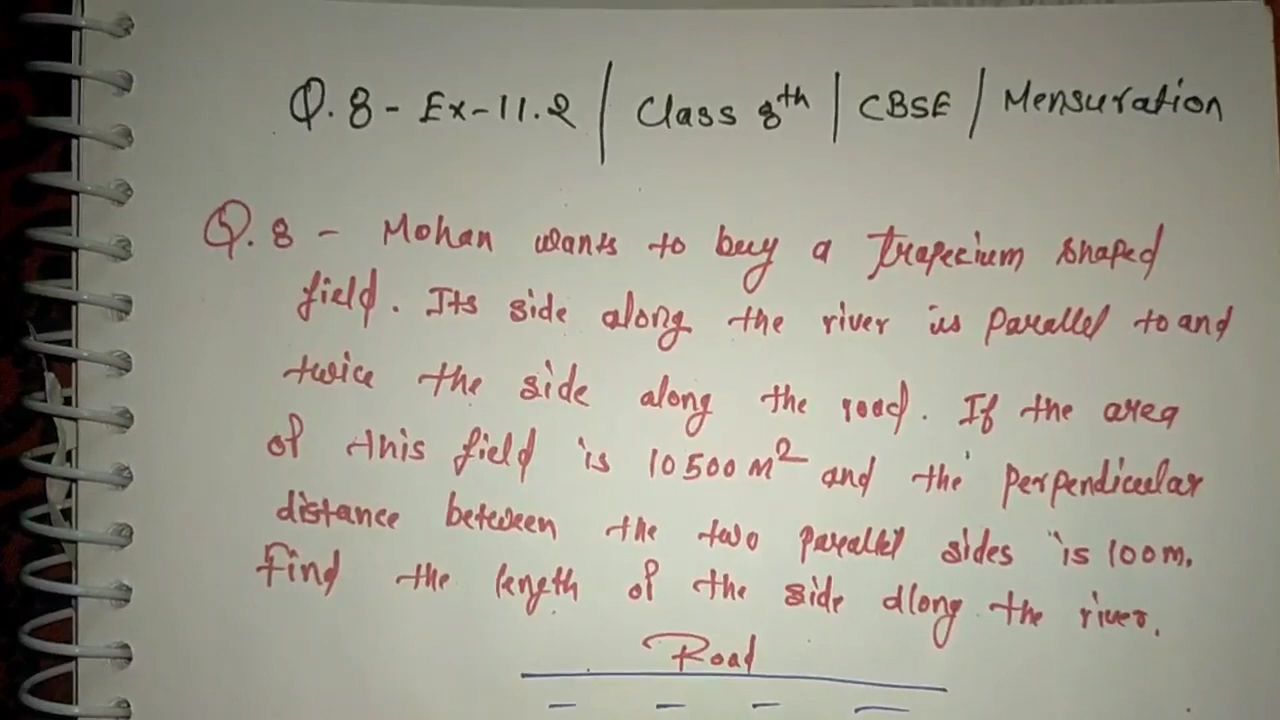 Q.8 - Ex-11.2 / Class 8th / CBSE / Mensuration
Q.8 - Mohan wants to buy a trapezium shaped
field. Its side along the river is parallel to and
twice the side along the road. If the area
of this field is 10500 m² and the perpendicular
distance between the two parallel sides is 100m.
Find the length of the side along the river.
Road